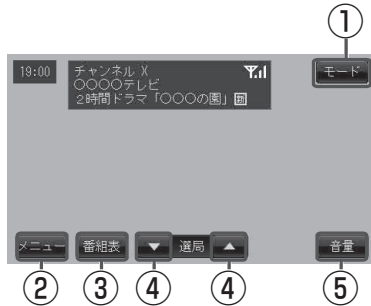 ①
19:00
チャンネル X
モード
○○○○テレビ
2時間ドラマ「○○○の園」
メニュー 番組表 ▼ 選局 ▲ 音量
② ③ ④ ④ ⑤